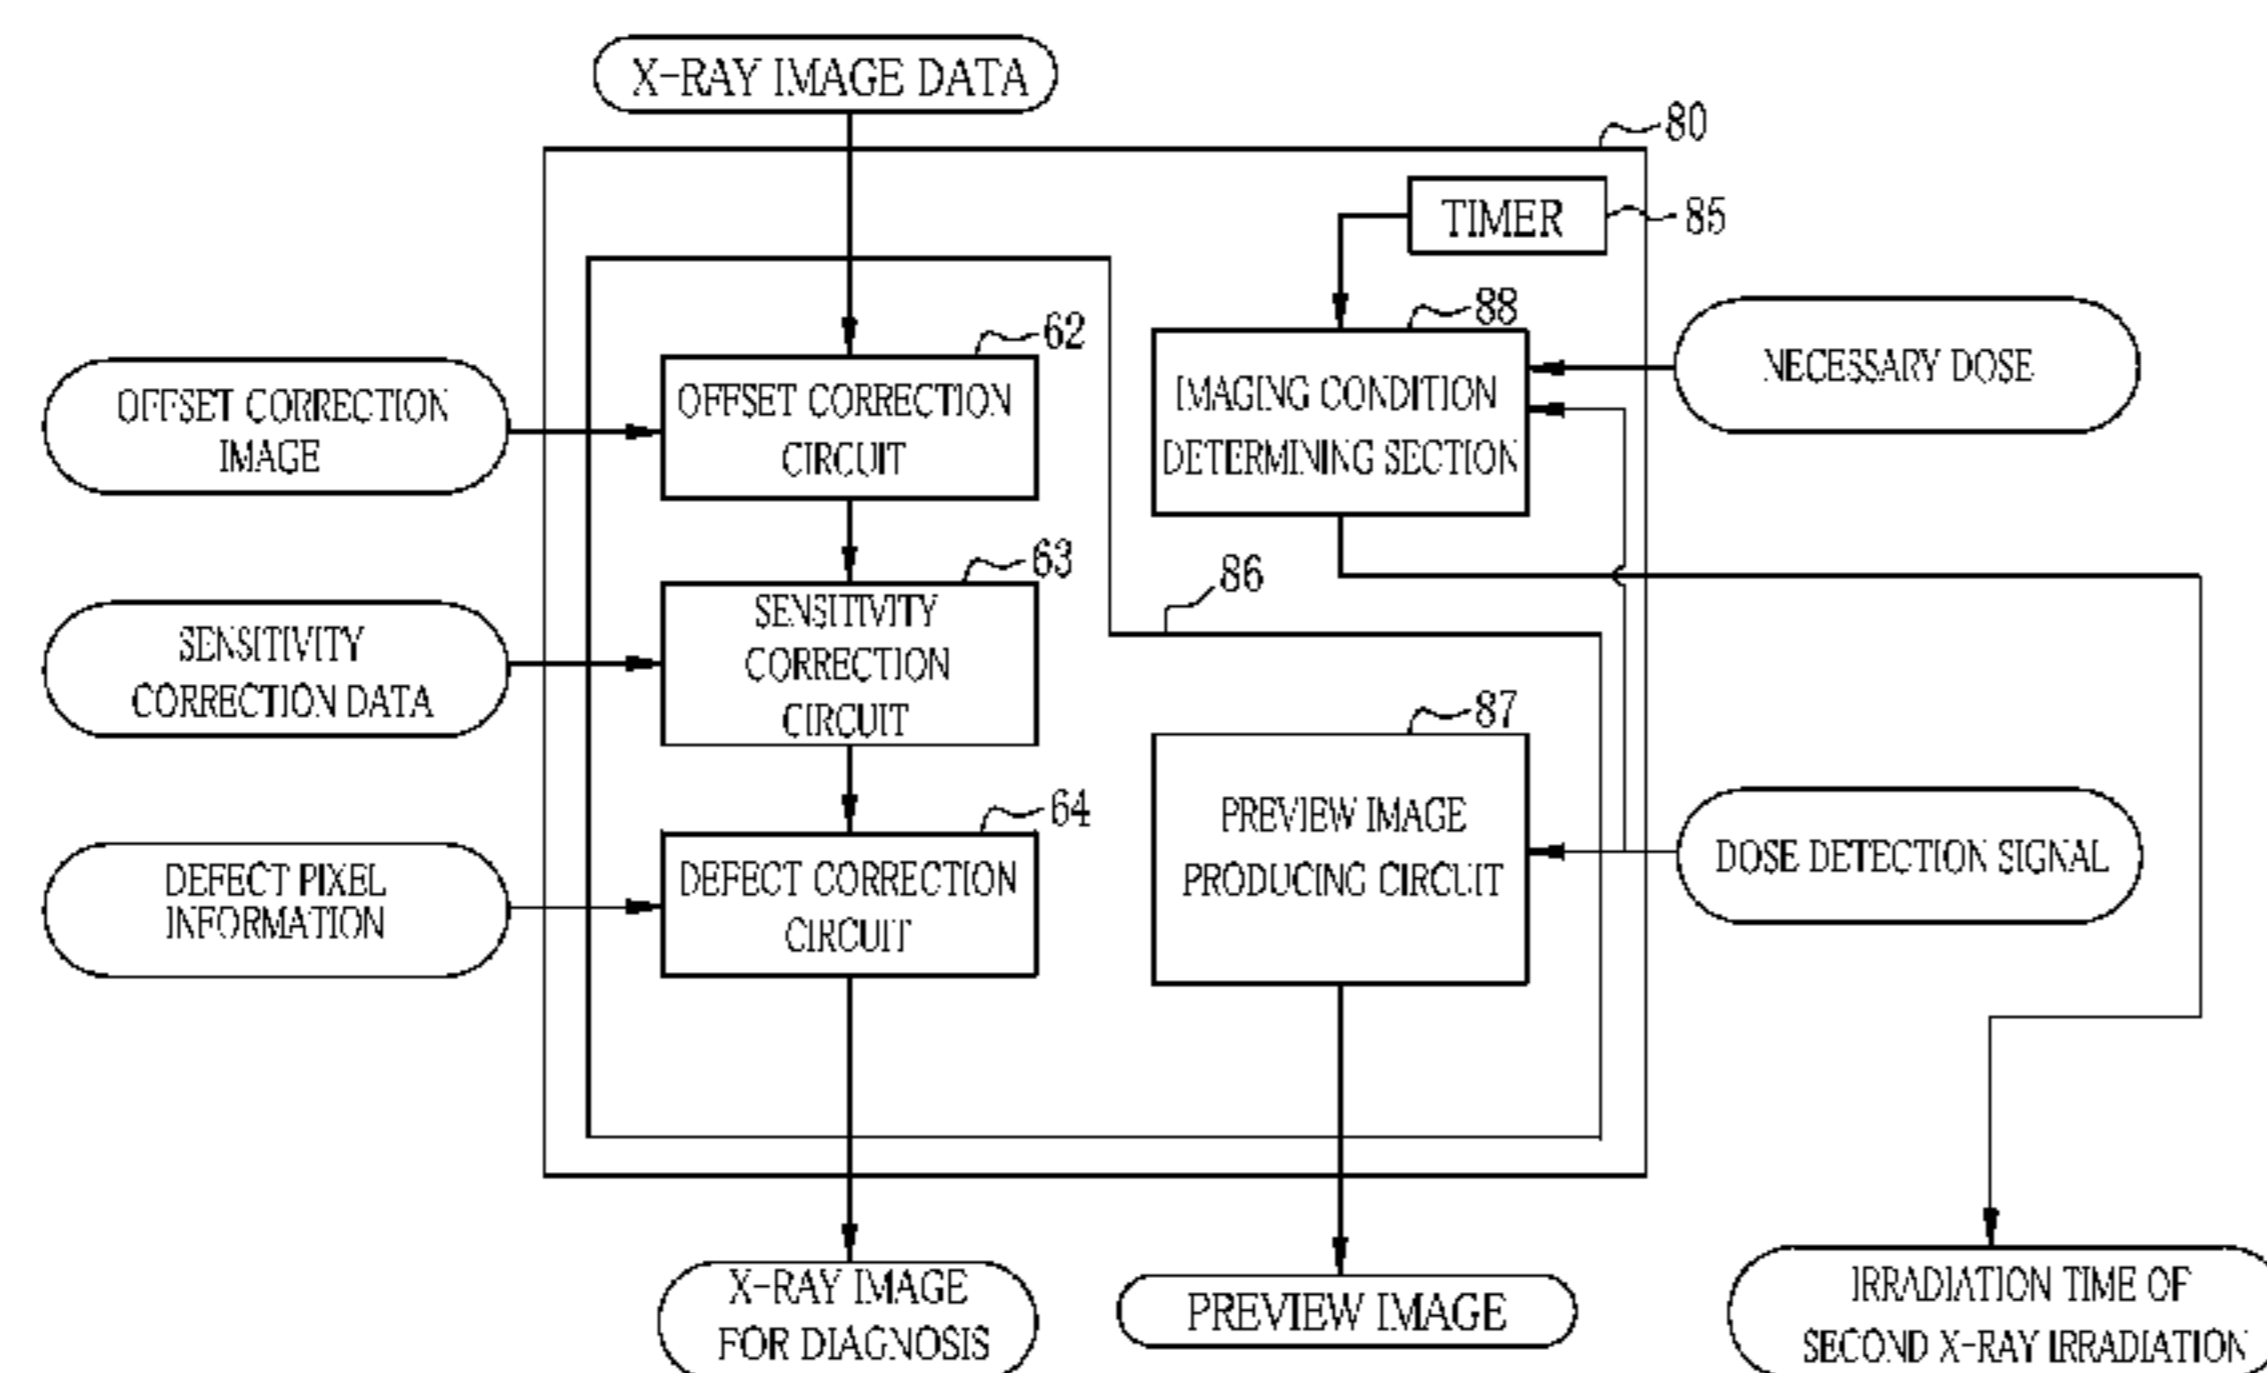 X-RAY IMAGE DATA
80
TIMER
85
88
IMAGING CONDITION
DETERMINING SECTION
NECESSARY DOSE
62
OFFSET CORRECTION
CIRCUIT
OFFSET CORRECTION
IMAGE
63
SENSITIVITY
CORRECTION
CIRCUIT
SENSITIVITY
CORRECTION DATA
86
87
PREVIEW IMAGE
PRODUCING CIRCUIT
DOSE DETECTION SIGNAL
64
DEFECT CORRECTION
CIRCUIT
DEFECT PIXEL
INFORMATION
X-RAY IMAGE
FOR DIAGNOSIS
PREVIEW IMAGE
IRRADIATION TIME OF
SECOND X-RAY IRRADIATION